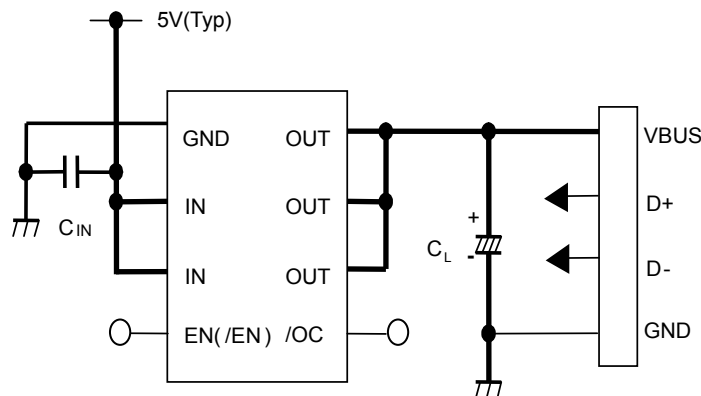 5V(Typ)
GND OUT VBUS
IN OUT D+
CIN
+
CL
-
IN OUT D-
EN(/EN) /OC GND